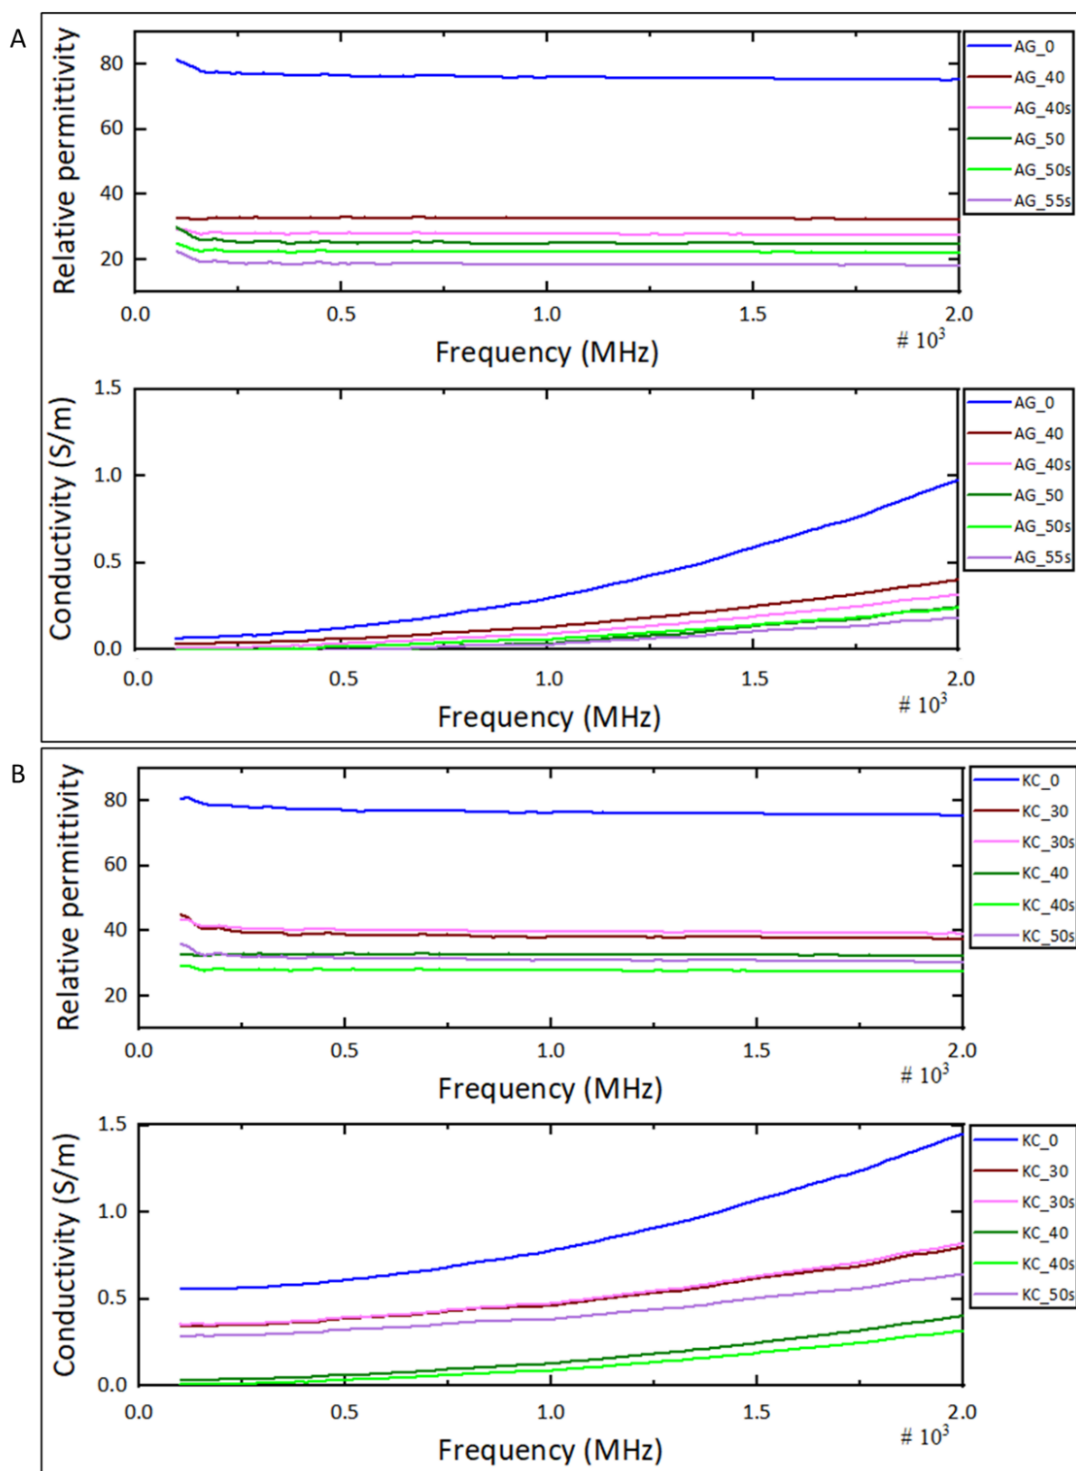 A
Relative permittivity
80
60
40
20
0.0 0.5 1.0 1.5 2.0
# 10³
Frequency (MHz)
AG_0
AG_40
AG_40s
AG_50
AG_50s
AG_55s
Conductivity (S/m)
1.5
1.0
0.5
0.0
0.0 0.5 1.0 1.5 2.0
# 10³
Frequency (MHz)
AG_0
AG_40
AG_40s
AG_50
AG_50s
AG_55s
B
Relative permittivity
80
60
40
20
0.0 0.5 1.0 1.5 2.0
# 10³
Frequency (MHz)
KC_0
KC_30
KC_30s
KC_40
KC_40s
KC_50s
Conductivity (S/m)
1.5
1.0
0.5
0.0
0.0 0.5 1.0 1.5 2.0
# 10³
Frequency (MHz)
KC_0
KC_30
KC_30s
KC_40
KC_40s
KC_50s